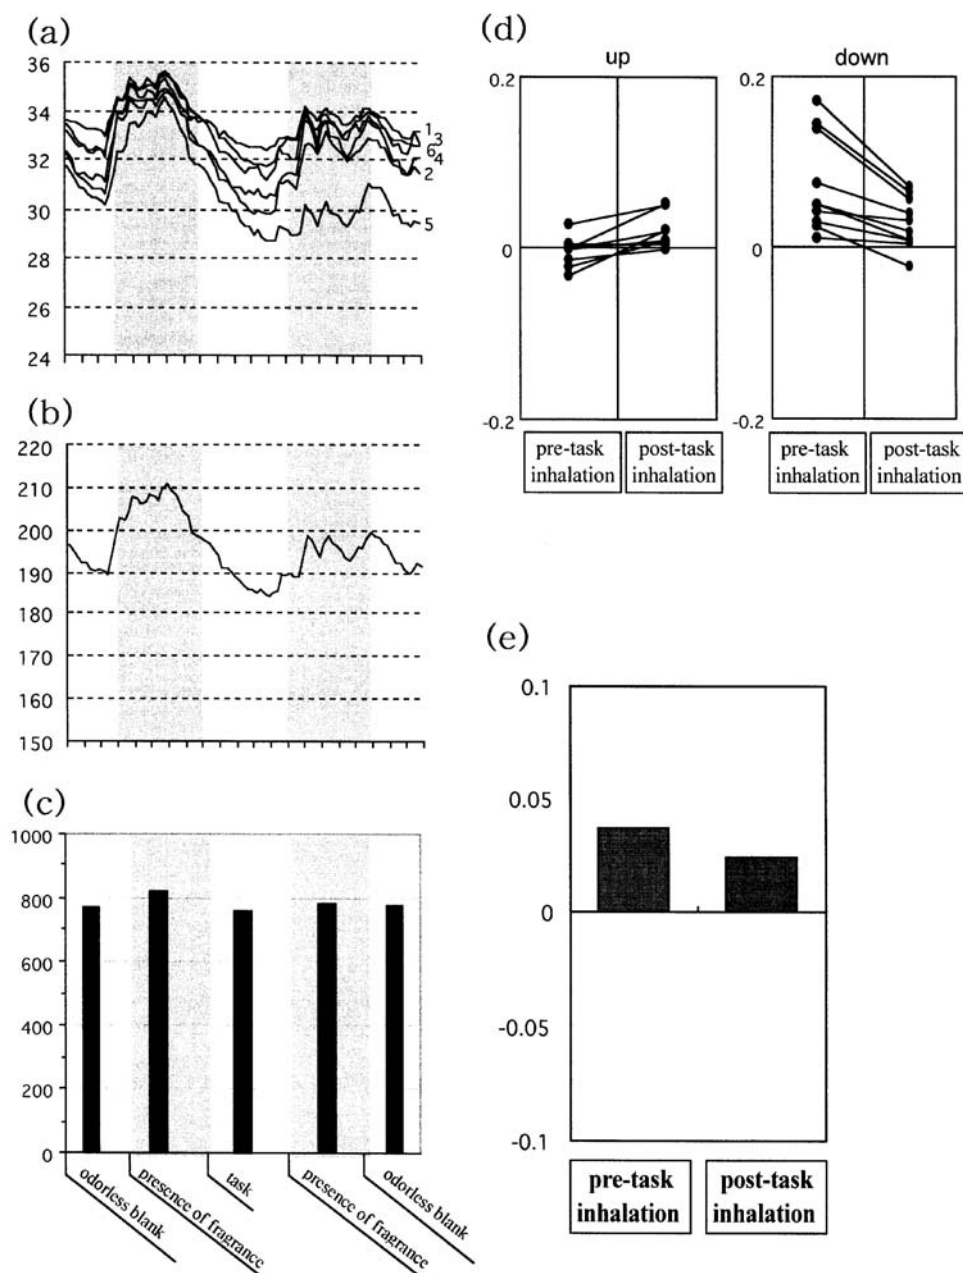 (a)
36
34
32
30
28
26
24
1
3
6
4
2
5
(b)
220
210
200
190
180
170
160
150
(c)
1000
800
600
400
200
0
odorless blank
presence of fragrance
task
presence of fragrance
odorless blank
(d)
up
down
0.2
0
-0.2
pre-task
inhalation
post-task
inhalation
0.2
0
-0.2
pre-task
inhalation
post-task
inhalation
(e)
0.1
0.05
0
-0.05
-0.1
pre-task
inhalation
post-task
inhalation